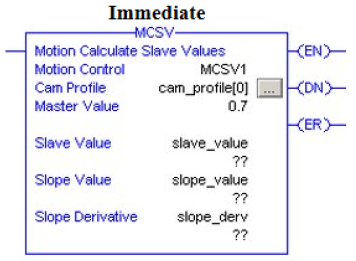 Immediate
MCSV
Motion Calculate Slave Values
Motion Control MCSV1
Cam Profile cam_profile[0] ...
Master Value 0.7
Slave Value slave_value
??
Slope Value slope_value
??
Slope Derivative slope_derv
??
(EN)
(DN)
(ER)